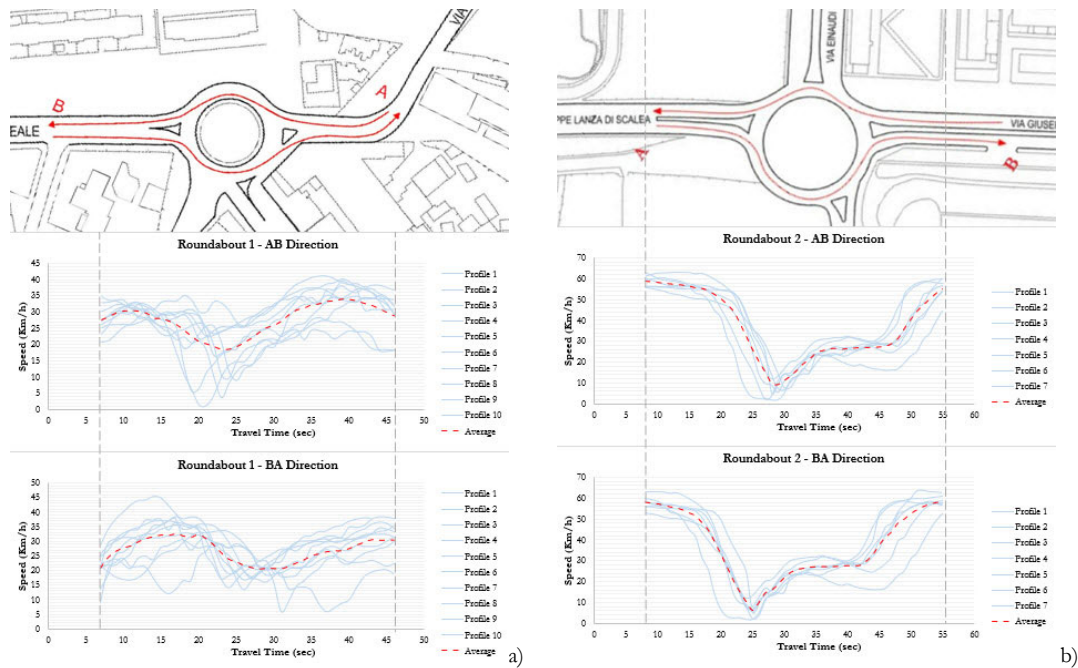 VIA
A
B
EALE
Roundabout 1 - AB Direction
Speed (Km/h)
45
40
35
30
25
20
15
10
5
0
0 5 10 15 20 25 30 35 40 45 50
Travel Time (sec)
Profile 1
Profile 2
Profile 3
Profile 4
Profile 5
Profile 6
Profile 7
Profile 8
Profile 9
Profile 10
Average
Roundabout 1 - BA Direction
Speed (Km/h)
50
45
40
35
30
25
20
15
10
5
0
0 5 10 15 20 25 30 35 40 45 50
Travel Time (sec)
Profile 1
Profile 2
Profile 3
Profile 4
Profile 5
Profile 6
Profile 7
Profile 8
Profile 9
Profile 10
Average
a)
VIA EINAUDI
PPE LANZA DI SCALEA
VIA GIUSE
A
B
Roundabout 2 - AB Direction
Speed (Km/h)
70
60
50
40
30
20
10
0
0 5 10 15 20 25 30 35 40 45 50 55 60
Travel Time (sec)
Profile 1
Profile 2
Profile 3
Profile 4
Profile 5
Profile 6
Profile 7
Average
Roundabout 2 - BA Direction
Speed (Km/h)
70
60
50
40
30
20
10
0
0 5 10 15 20 25 30 35 40 45 50 55 60
Travel Time (sec)
Profile 1
Profile 2
Profile 3
Profile 4
Profile 5
Profile 6
Profile 7
Average
b)